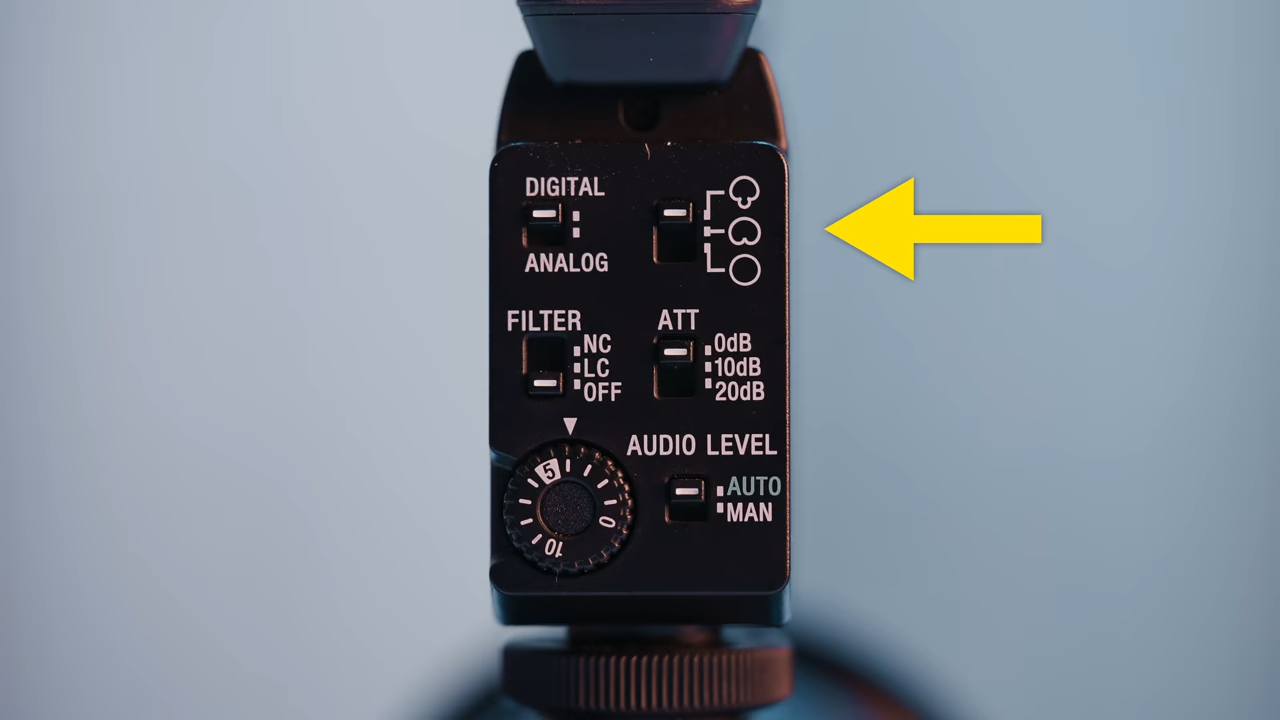 DIGITAL
ANALOG
FILTER
NC
LC
OFF
ATT
0dB
10dB
20dB
AUDIO LEVEL
AUTO
MAN
5
0
10